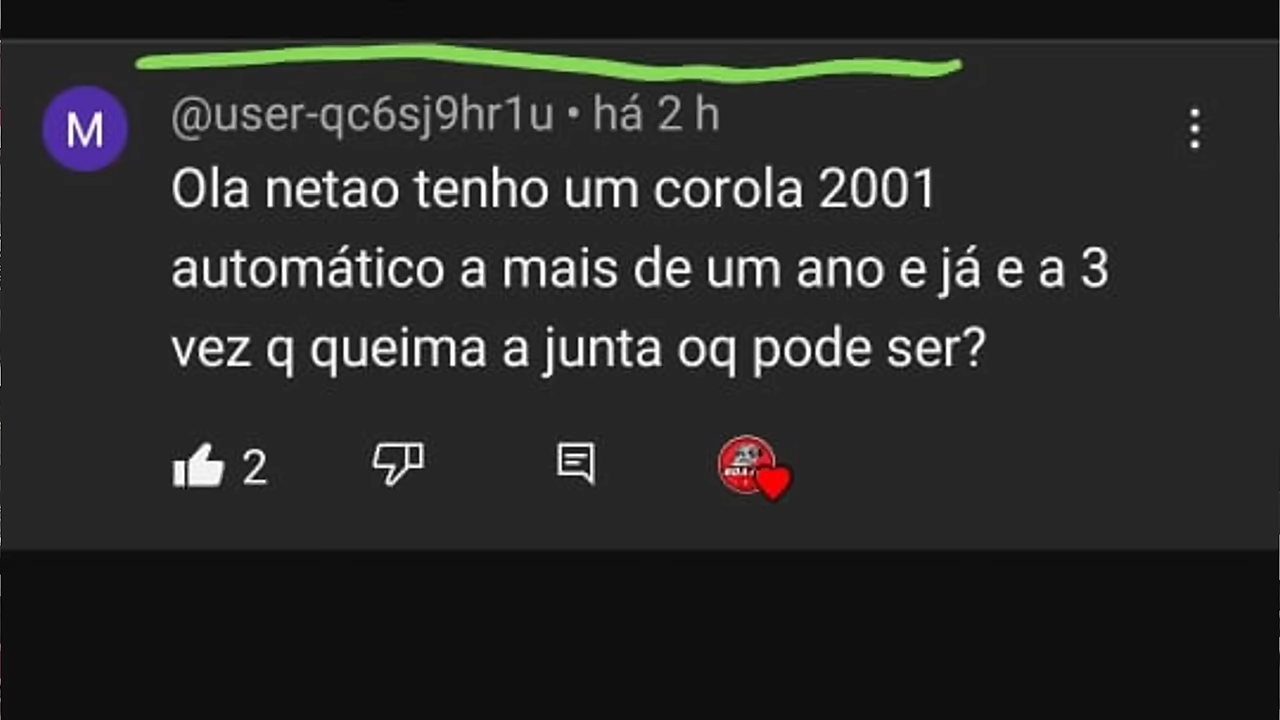 M
@user-qc6sj9hr1u • há 2 h
Ola netao tenho um corola 2001
automático a mais de um ano e já e a 3
vez q queima a junta oq pode ser?
2